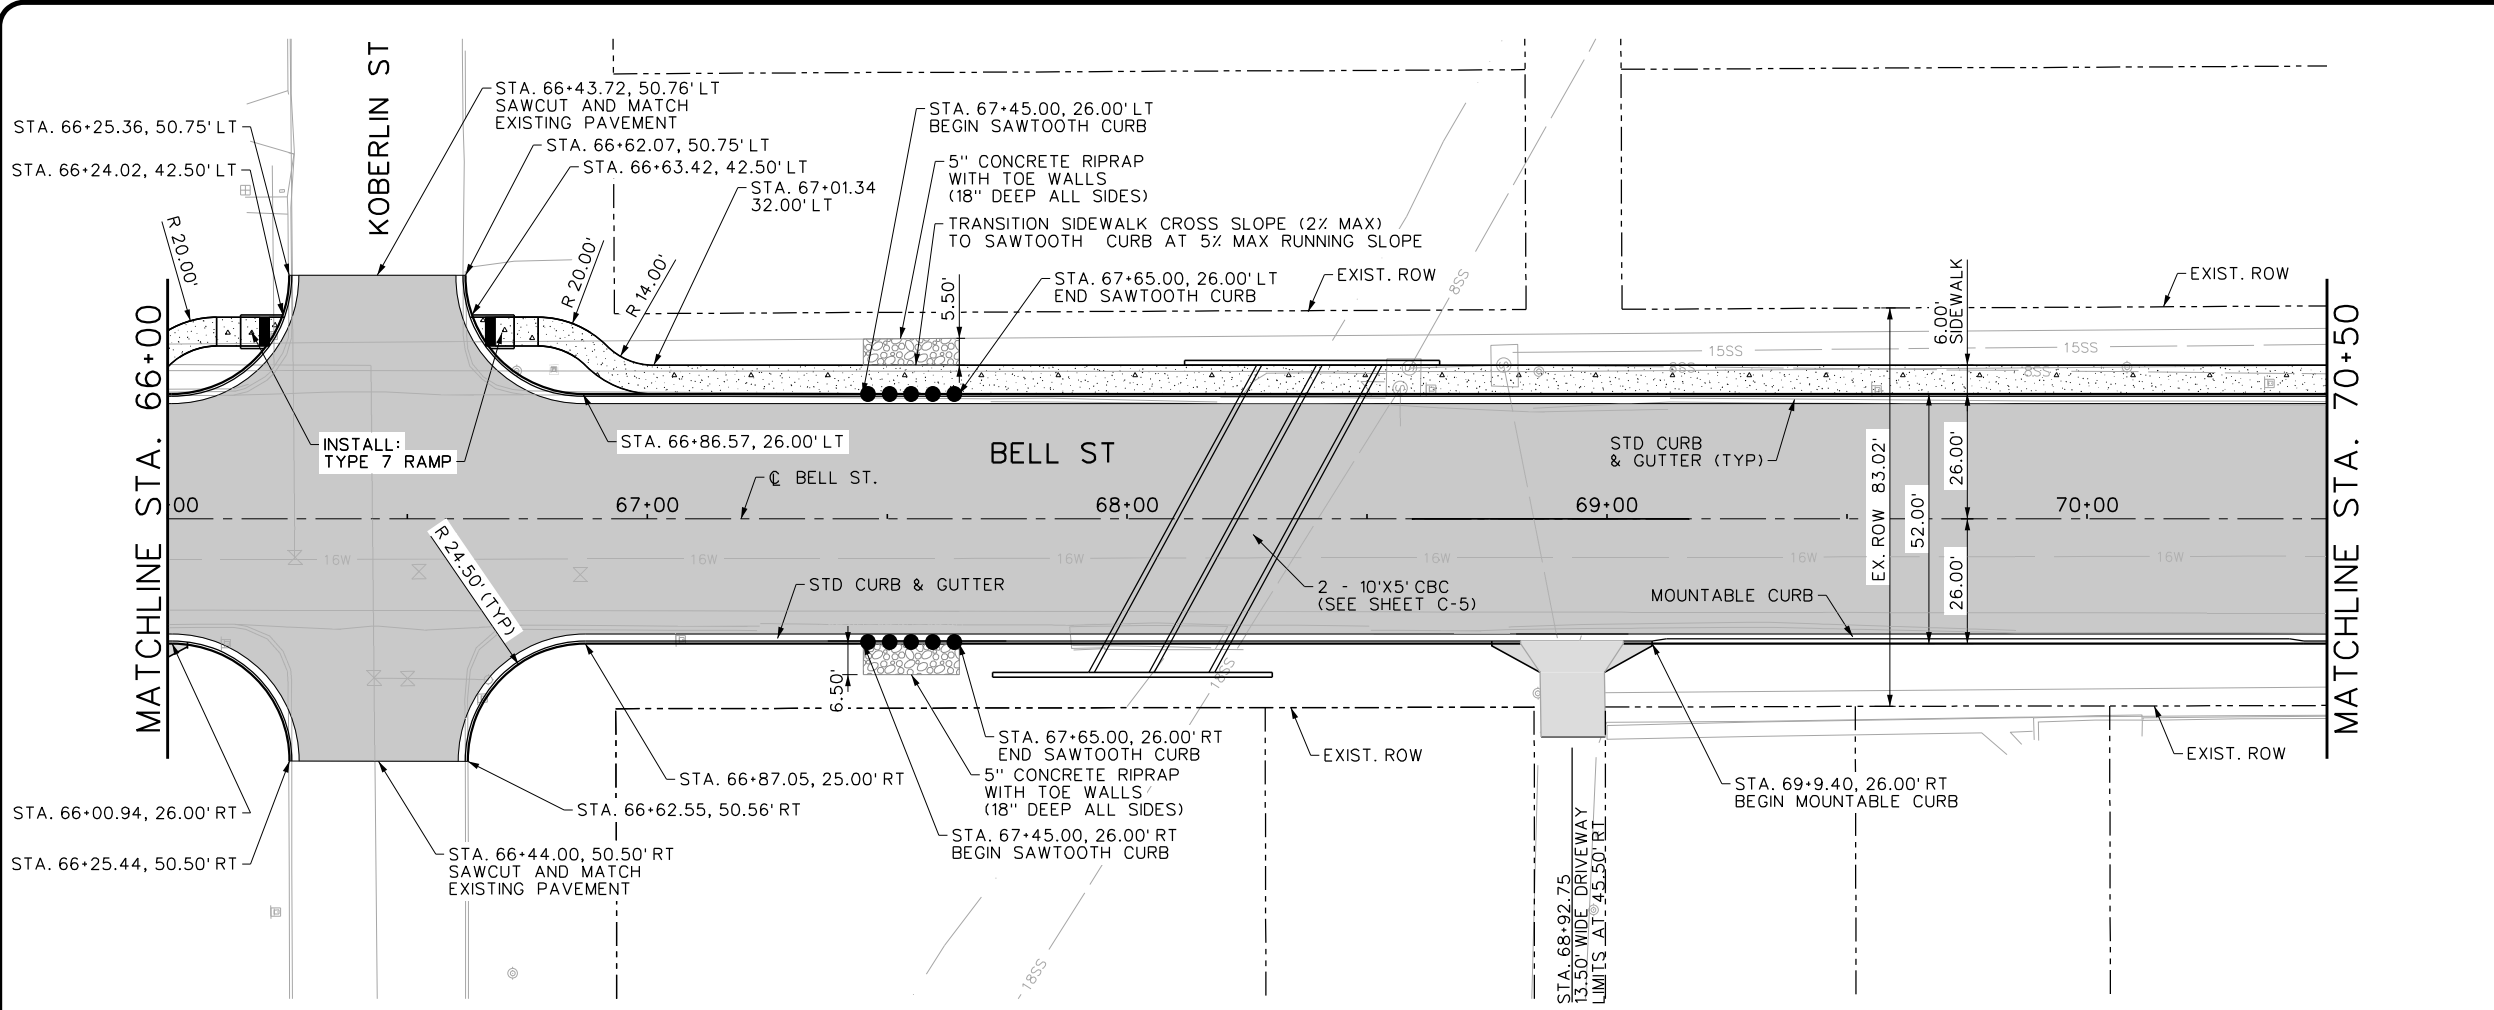 KOBERLIN ST
STA. 66+43.72, 50.76' LT
SAWCUT AND MATCH
EXISTING PAVEMENT
STA. 66+25.36, 50.75' LT
STA. 66+24.02, 42.50' LT
STA. 66+62.07, 50.75' LT
STA. 66+63.42, 42.50' LT
STA. 67+01.34
32.00' LT
STA. 67+45.00, 26.00' LT
BEGIN SAWTOOTH CURB
5" CONCRETE RIPRAP
WITH TOE WALLS
(18" DEEP ALL SIDES)
TRANSITION SIDEWALK CROSS SLOPE (2% MAX)
TO SAWTOOTH CURB AT 5% MAX RUNNING SLOPE
STA. 67+65.00, 26.00' LT
END SAWTOOTH CURB
EXIST. ROW
EXIST. ROW
R 20.00'
R 20.00'
R 14.00'
5.50'
8SS
6.00'
SIDEWALK
15SS
15SS
8SS
8SS
MATCHLINE STA. 66+00
MATCHLINE STA. 70+50
INSTALL:
TYPE 7 RAMP
STA. 66+86.57, 26.00' LT
BELL ST
STD CURB
& GUTTER (TYP)
EX. ROW 83.02'
52.00'
26.00'
26.00'
℄ BELL ST.
00
67+00
68+00
69+00
70+00
16W
16W
16W
16W
16W
16W
R 24.50' (TYP)
STD CURB & GUTTER
2 - 10'X5' CBC
(SEE SHEET C-5)
MOUNTABLE CURB
6.50'
18SS
STA. 67+65.00, 26.00' RT
END SAWTOOTH CURB
5" CONCRETE RIPRAP
WITH TOE WALLS
(18" DEEP ALL SIDES)
STA. 67+45.00, 26.00' RT
BEGIN SAWTOOTH CURB
EXIST. ROW
EXIST. ROW
STA. 66+87.05, 25.00' RT
STA. 66+62.55, 50.56' RT
STA. 66+00.94, 26.00' RT
STA. 66+25.44, 50.50' RT
STA. 66+44.00, 50.50' RT
SAWCUT AND MATCH
EXISTING PAVEMENT
STA. 69+9.40, 26.00' RT
BEGIN MOUNTABLE CURB
STA. 68+92.75
13.50' WIDE DRIVEWAY
LIMITS AT 45.50' RT
18SS